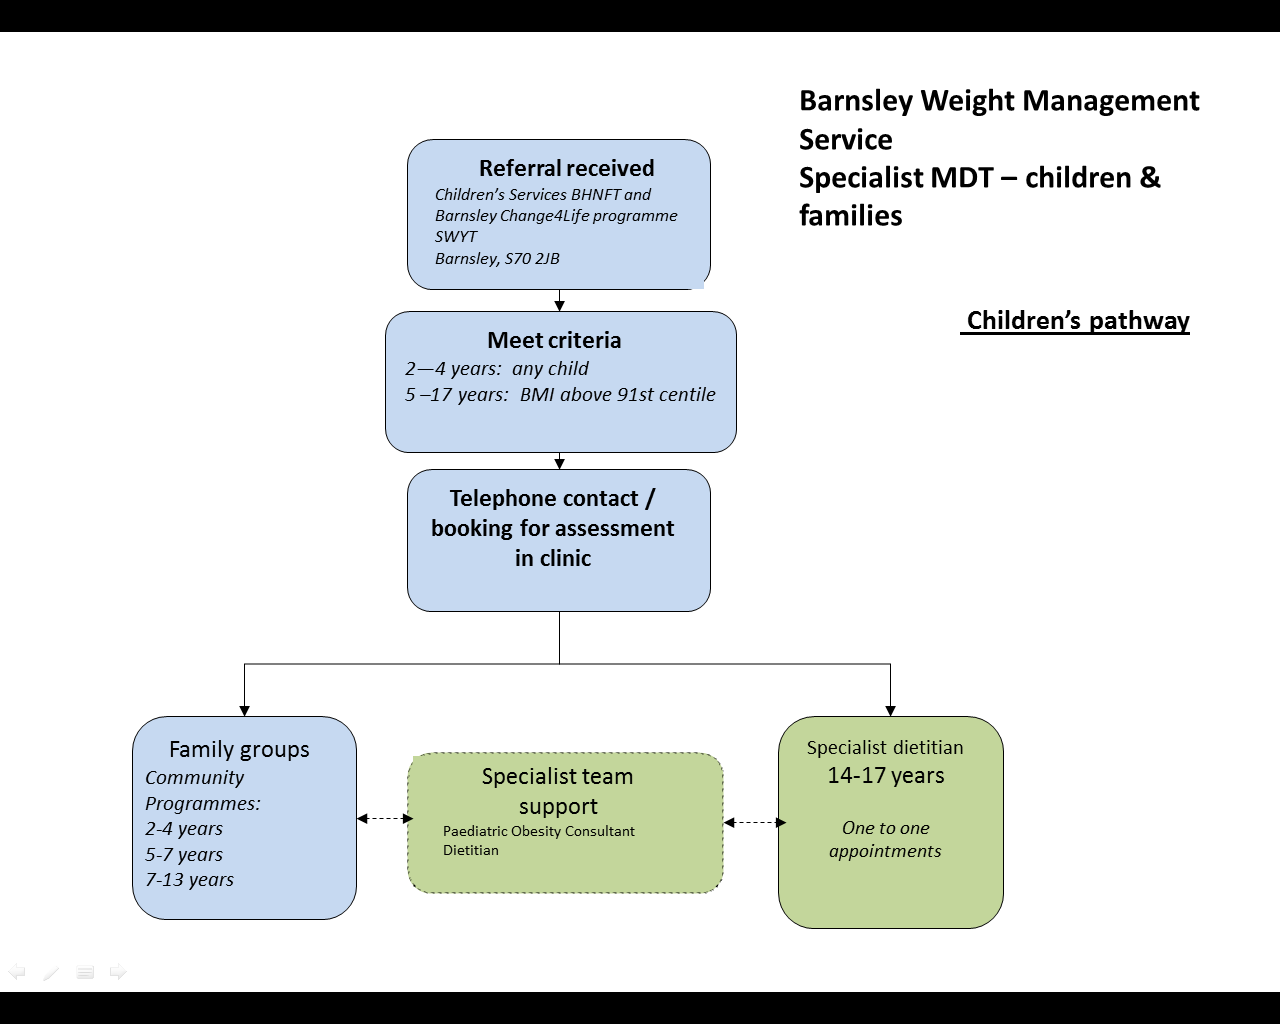 Barnsley Weight Management
Service
Specialist MDT – children &
families
Children's pathway
Referral received
Children's Services BHNFT and
Barnsley Change4Life programme
SWYT
Barnsley, S70 2JB
Meet criteria
2—4 years:  any child
5 –17 years:  BMI above 91st centile
Telephone contact /
booking for assessment
in clinic
Family groups
Community
Programmes:
2-4 years
5-7 years
7-13 years
Specialist team
support
Paediatric Obesity Consultant
Dietitian
Specialist dietitian
14-17 years
One to one
appointments